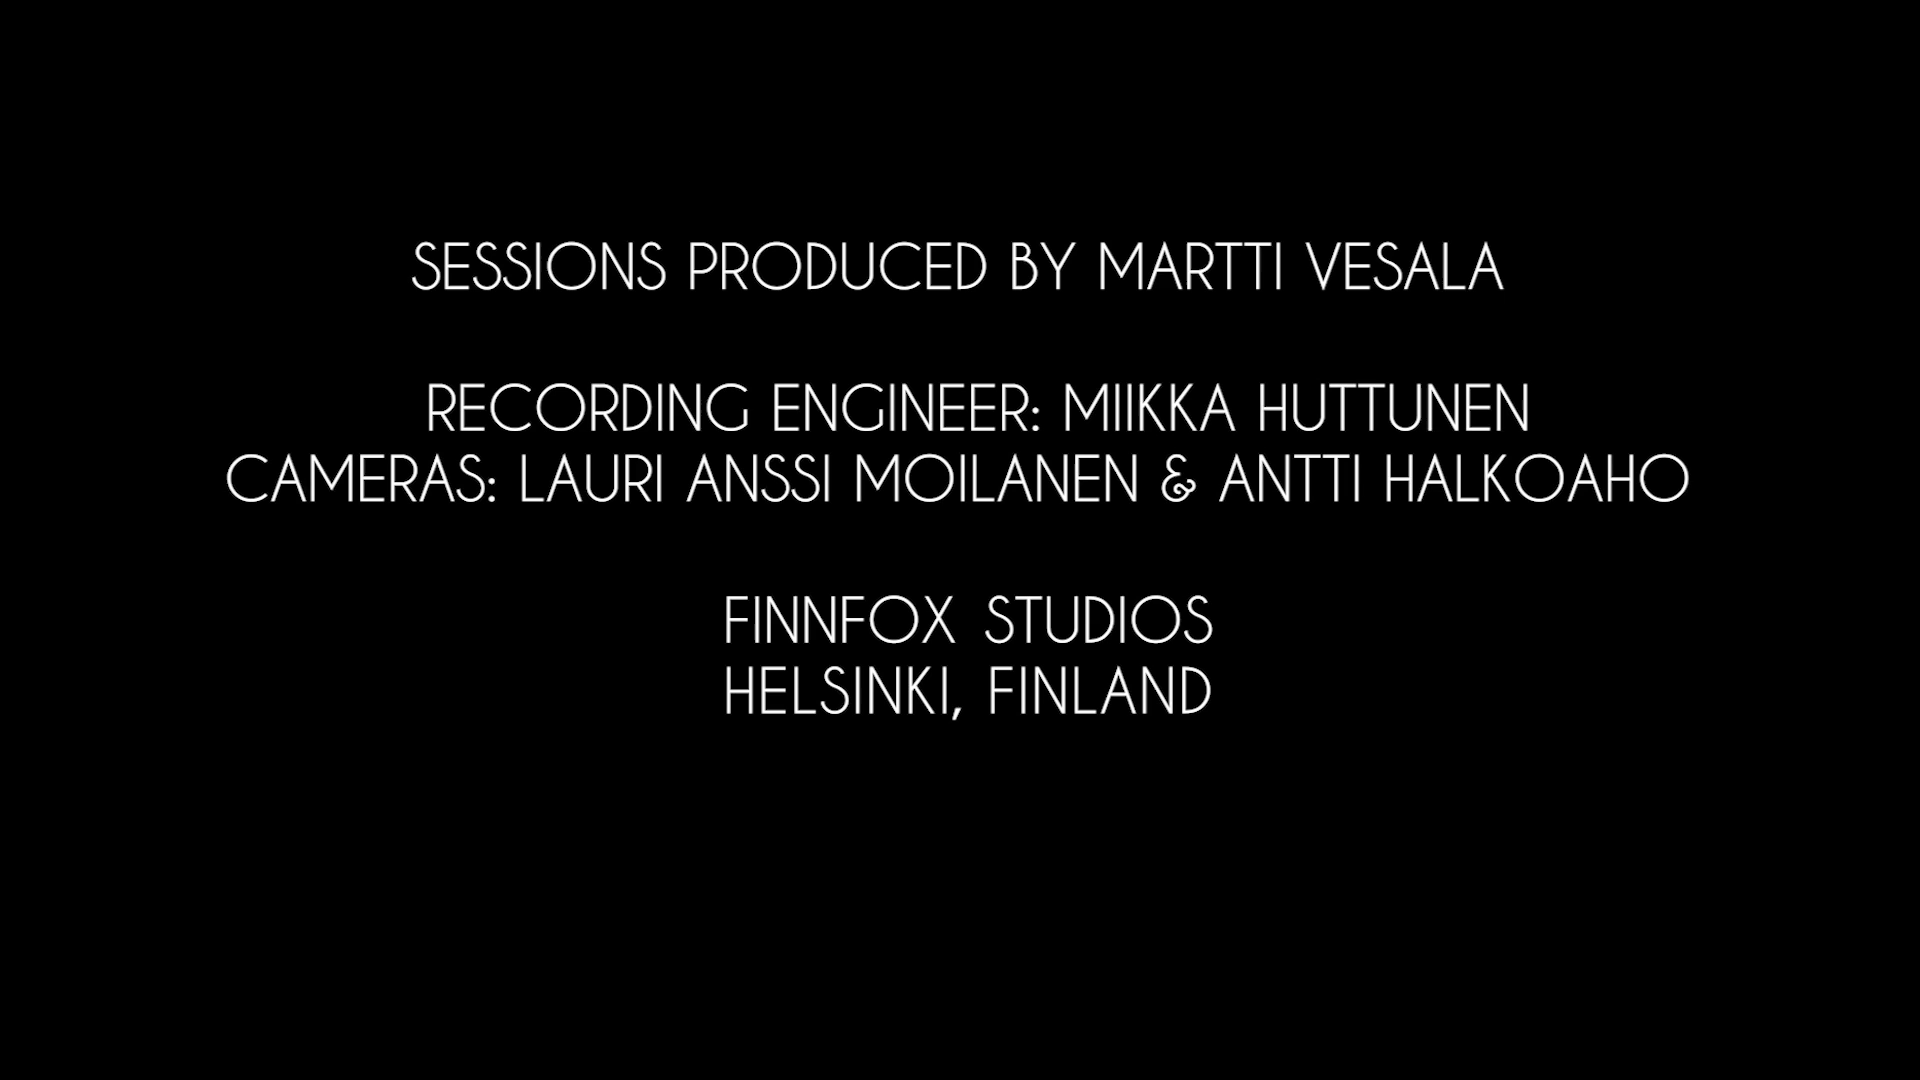 SESSIONS PRODUCED BY MARTTI VESALA
RECORDING ENGINEER: MIIKKA HUTTUNEN
CAMERAS: LAURI ANSSI MOILANEN & ANTTI HALKOAHO
FINNFOX STUDIOS
HELSINKI, FINLAND